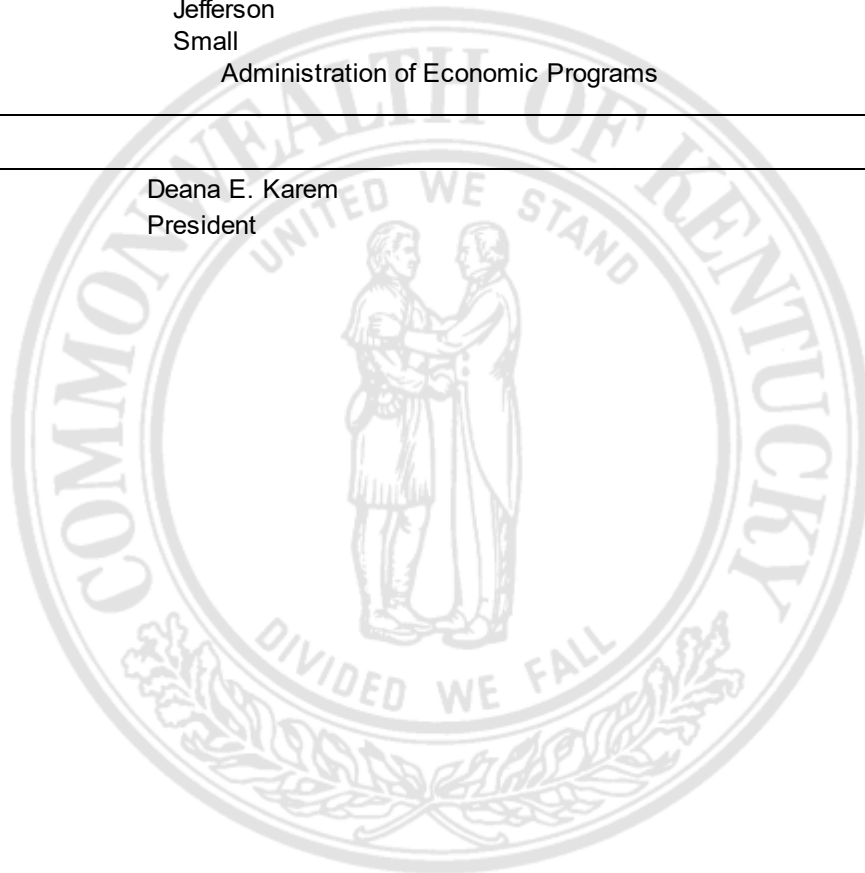 Jefferson
Small
Administration of Economic Programs
Deana E. Karem
President
COMMONWEALTH OF KENTUCKY
UNITED WE STAND
DIVIDED WE FALL